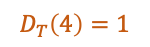 D_T(4) = 1